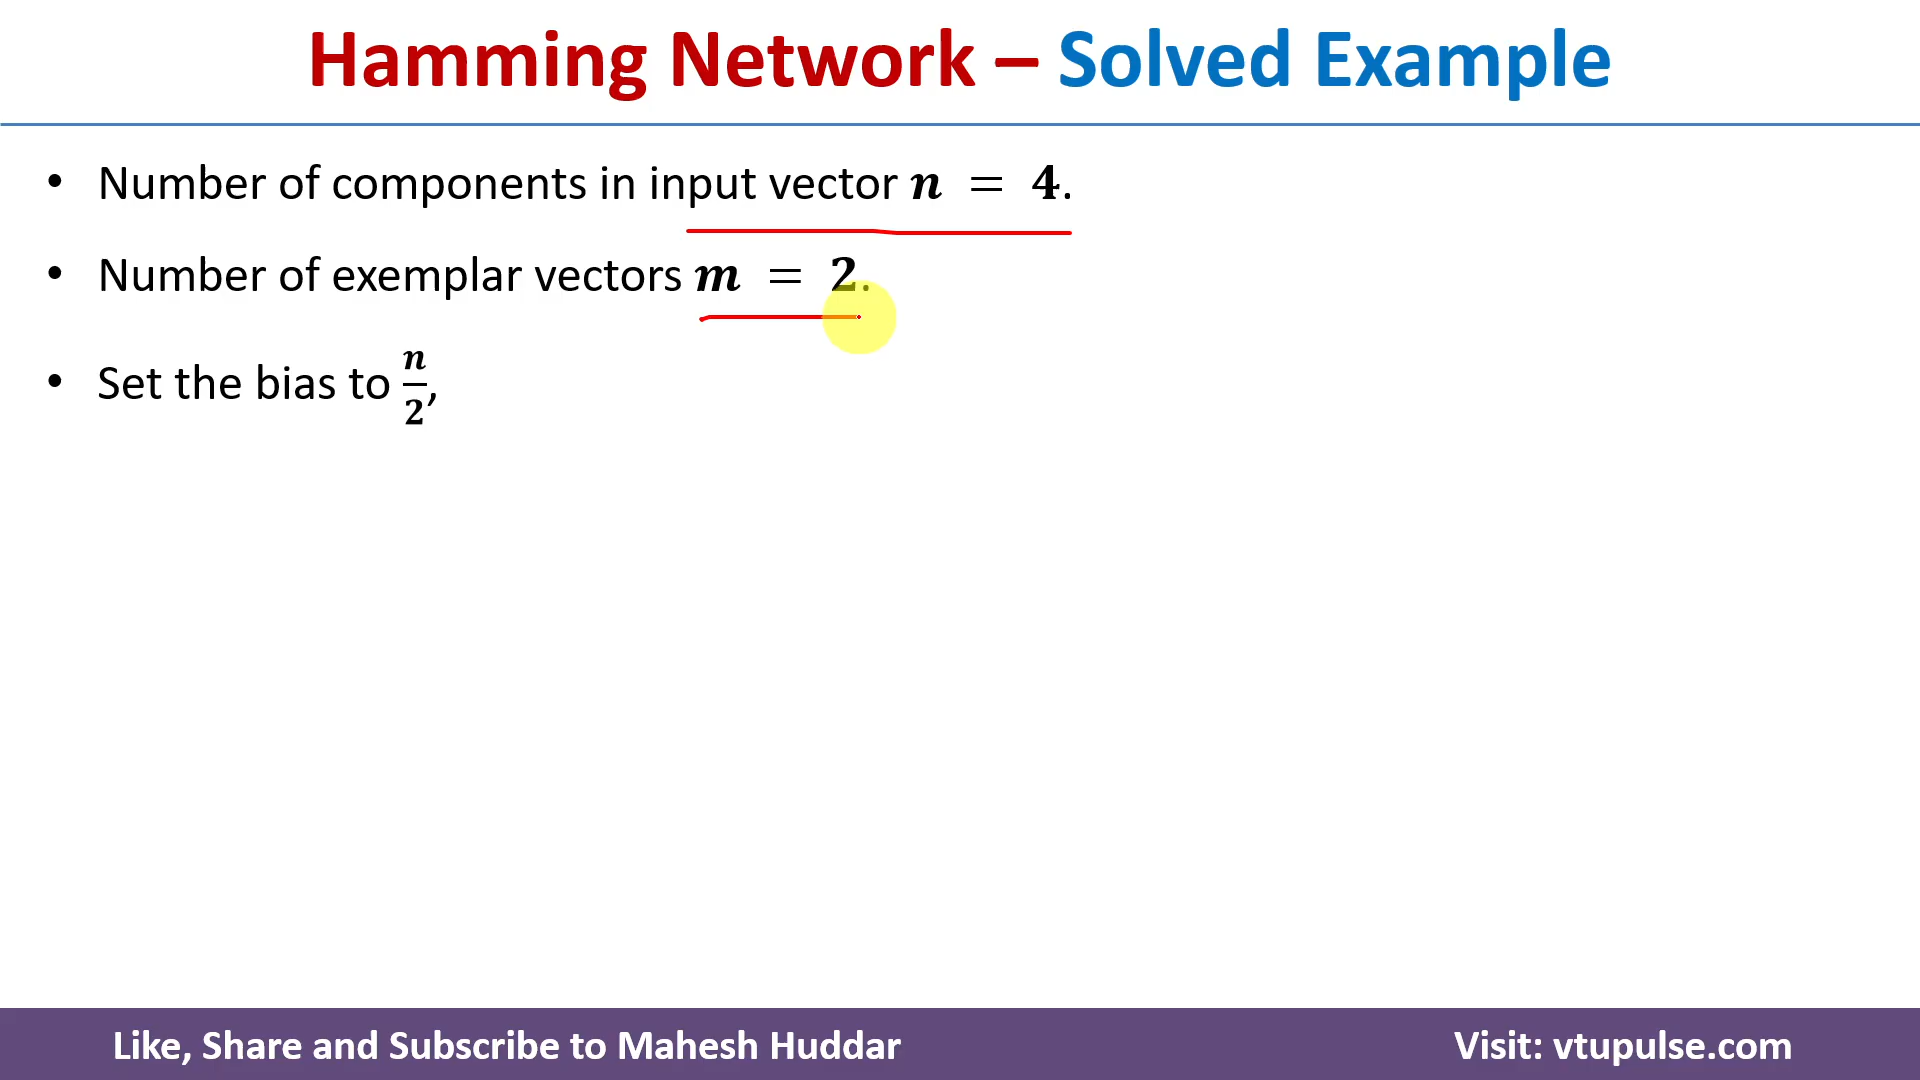 Hamming Network – Solved Example
• Number of components in input vector n = 4.
• Number of exemplar vectors m = 2.
• Set the bias to n/2,
Like, Share and Subscribe to Mahesh Huddar
Visit: vtupulse.com